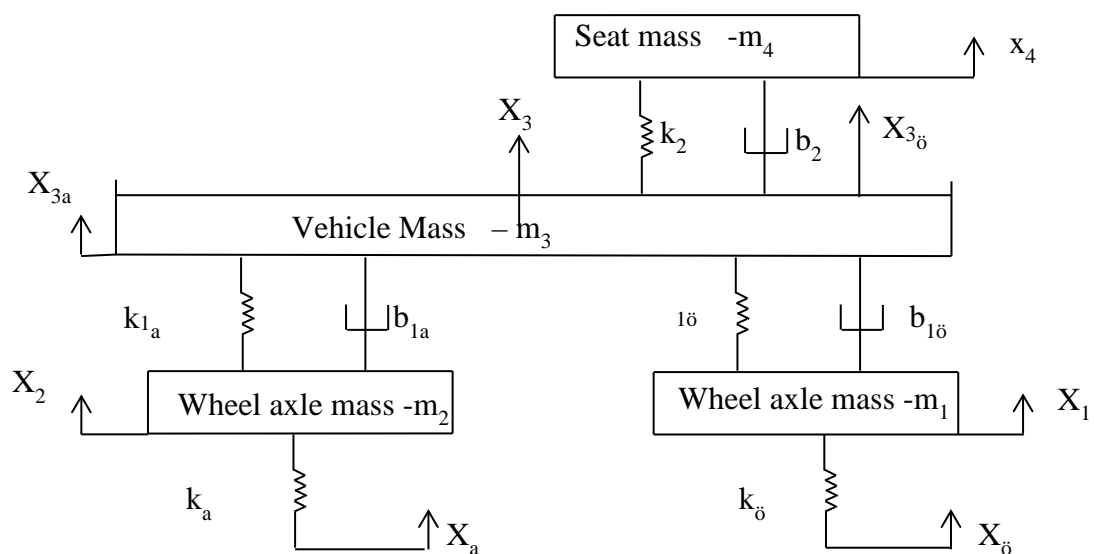 Seat mass -m₄
x₄
X₃
k₂
b₂
X₃ö
X₃ₐ
Vehicle Mass – m₃
k₁ₐ
b₁ₐ
1ö
b₁ö
X₂
Wheel axle mass -m₂
Wheel axle mass -m₁
X₁
kₐ
Xₐ
kö
Xö